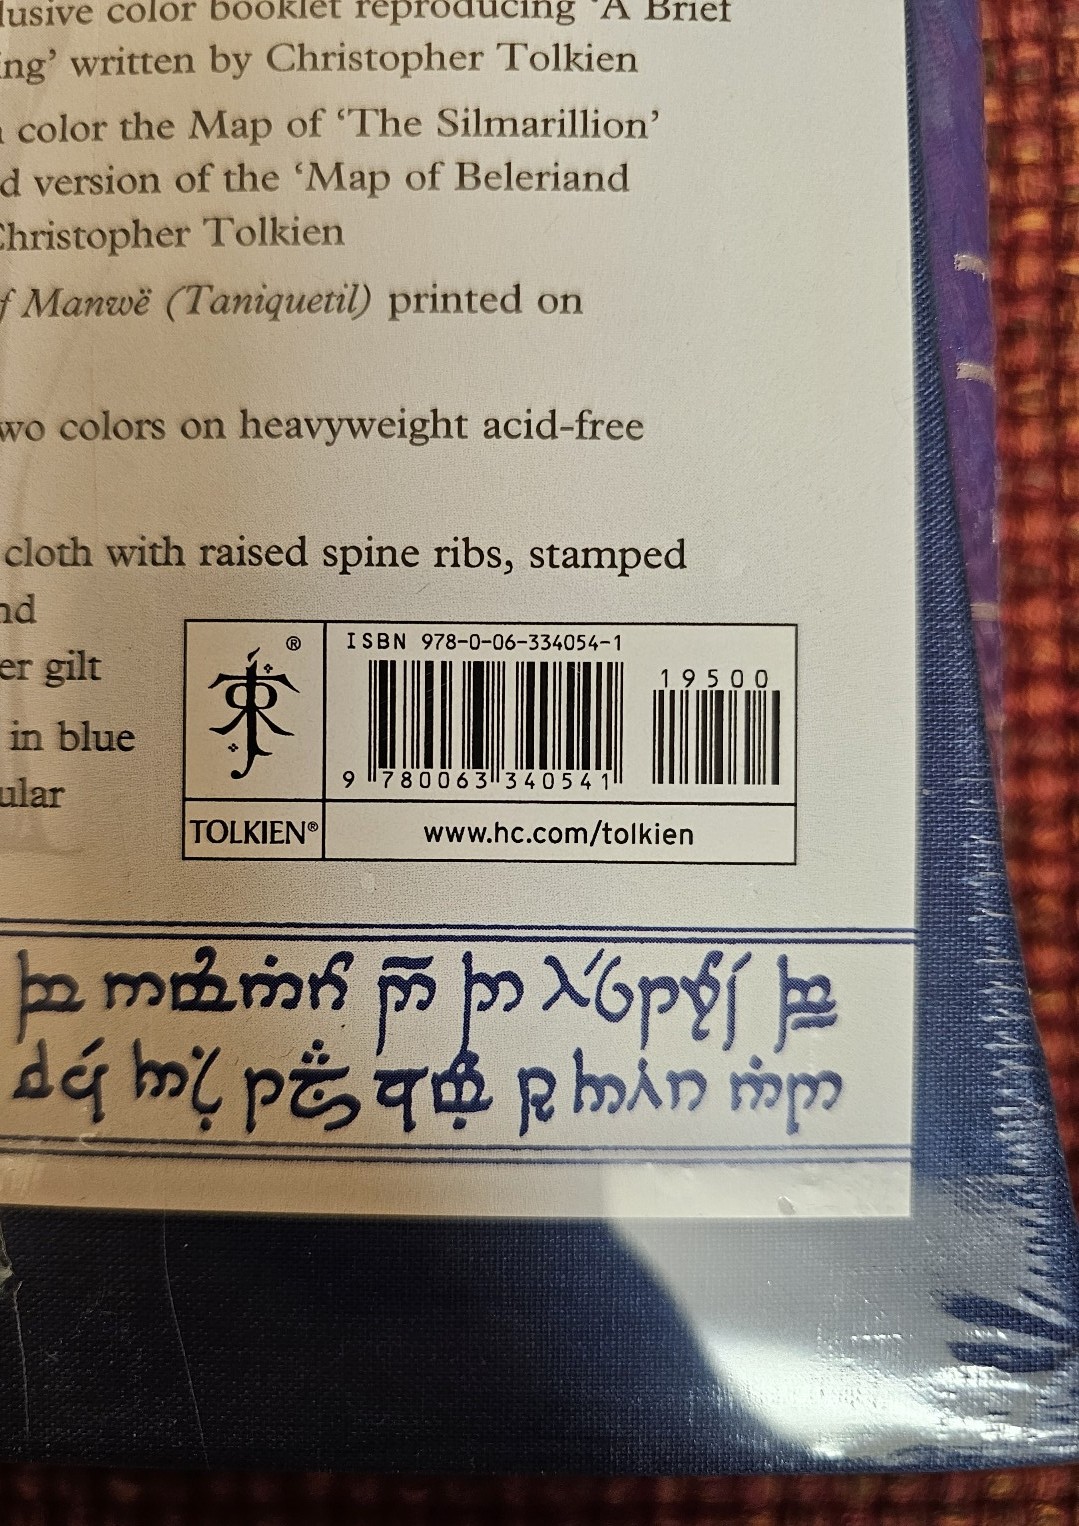 lusive color booklet reproducing ‘A Brief
ing’ written by Christopher Tolkien
color the Map of ‘The Silmarillion’
d version of the ‘Map of Beleriand
Christopher Tolkien
f Manwë (Taniquetil) printed on
wo colors on heavyweight acid-free
cloth with raised spine ribs, stamped
nd
er gilt
in blue
ular
®
ISBN 978-0-06-334054-1
19500
9 780063 340541
TOLKIEN®
www.hc.com/tolkien